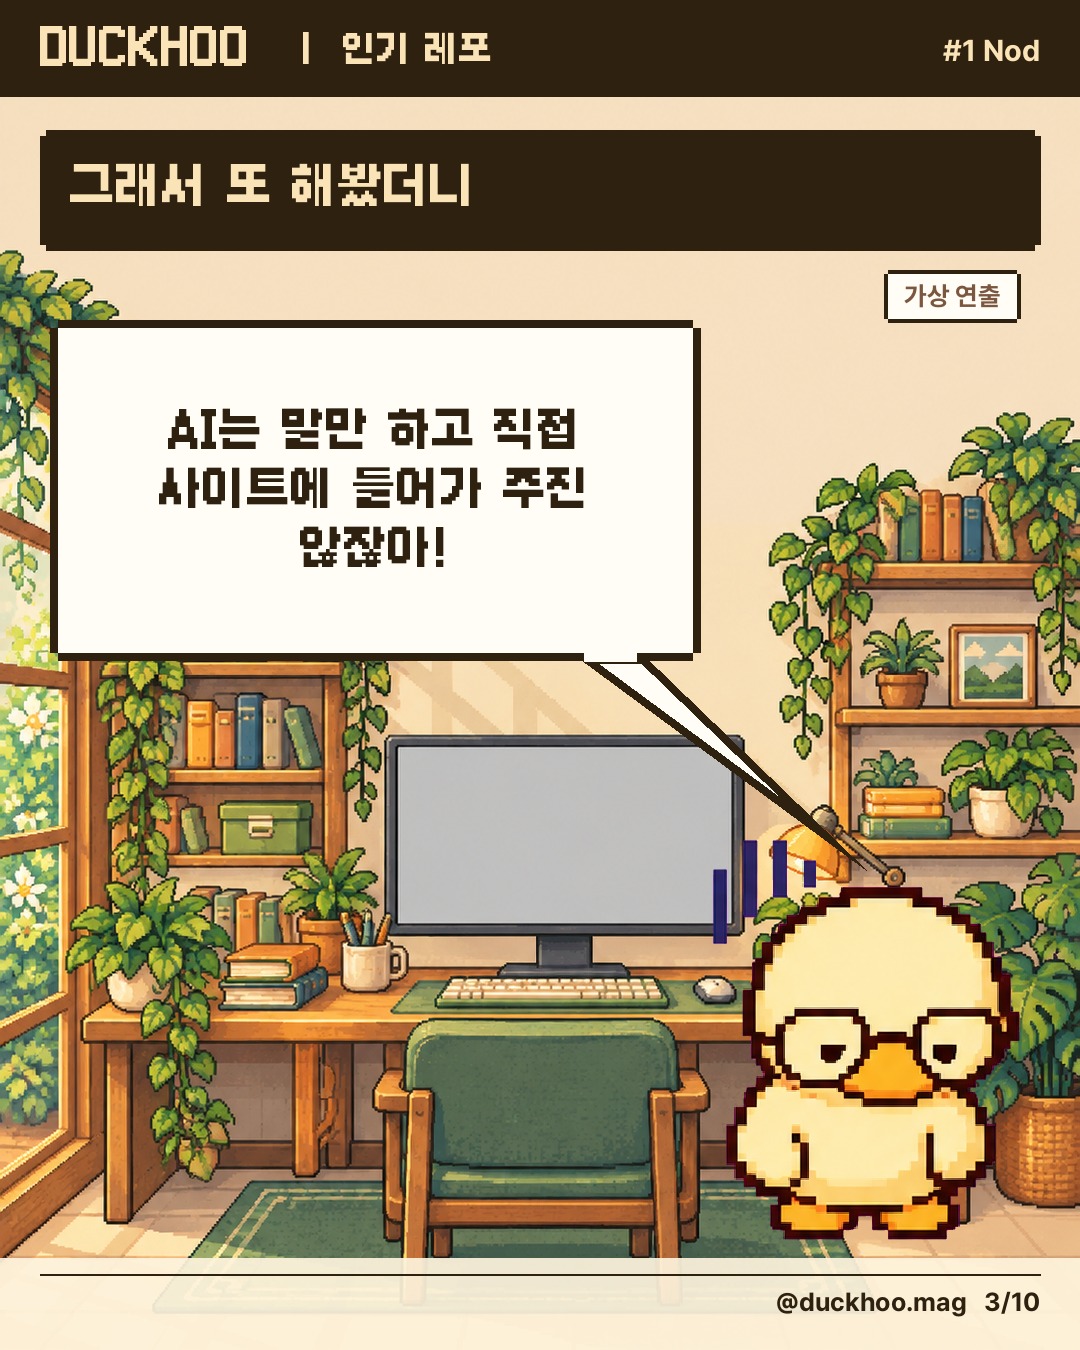 DUCKHOO | 인기 레포
#1 Nod
그래서 또 해봤더니
가상 연출
AI는 말만 하고 직접
사이트에 들어가 주진
않잖아!
@duckhoo.mag 3/10